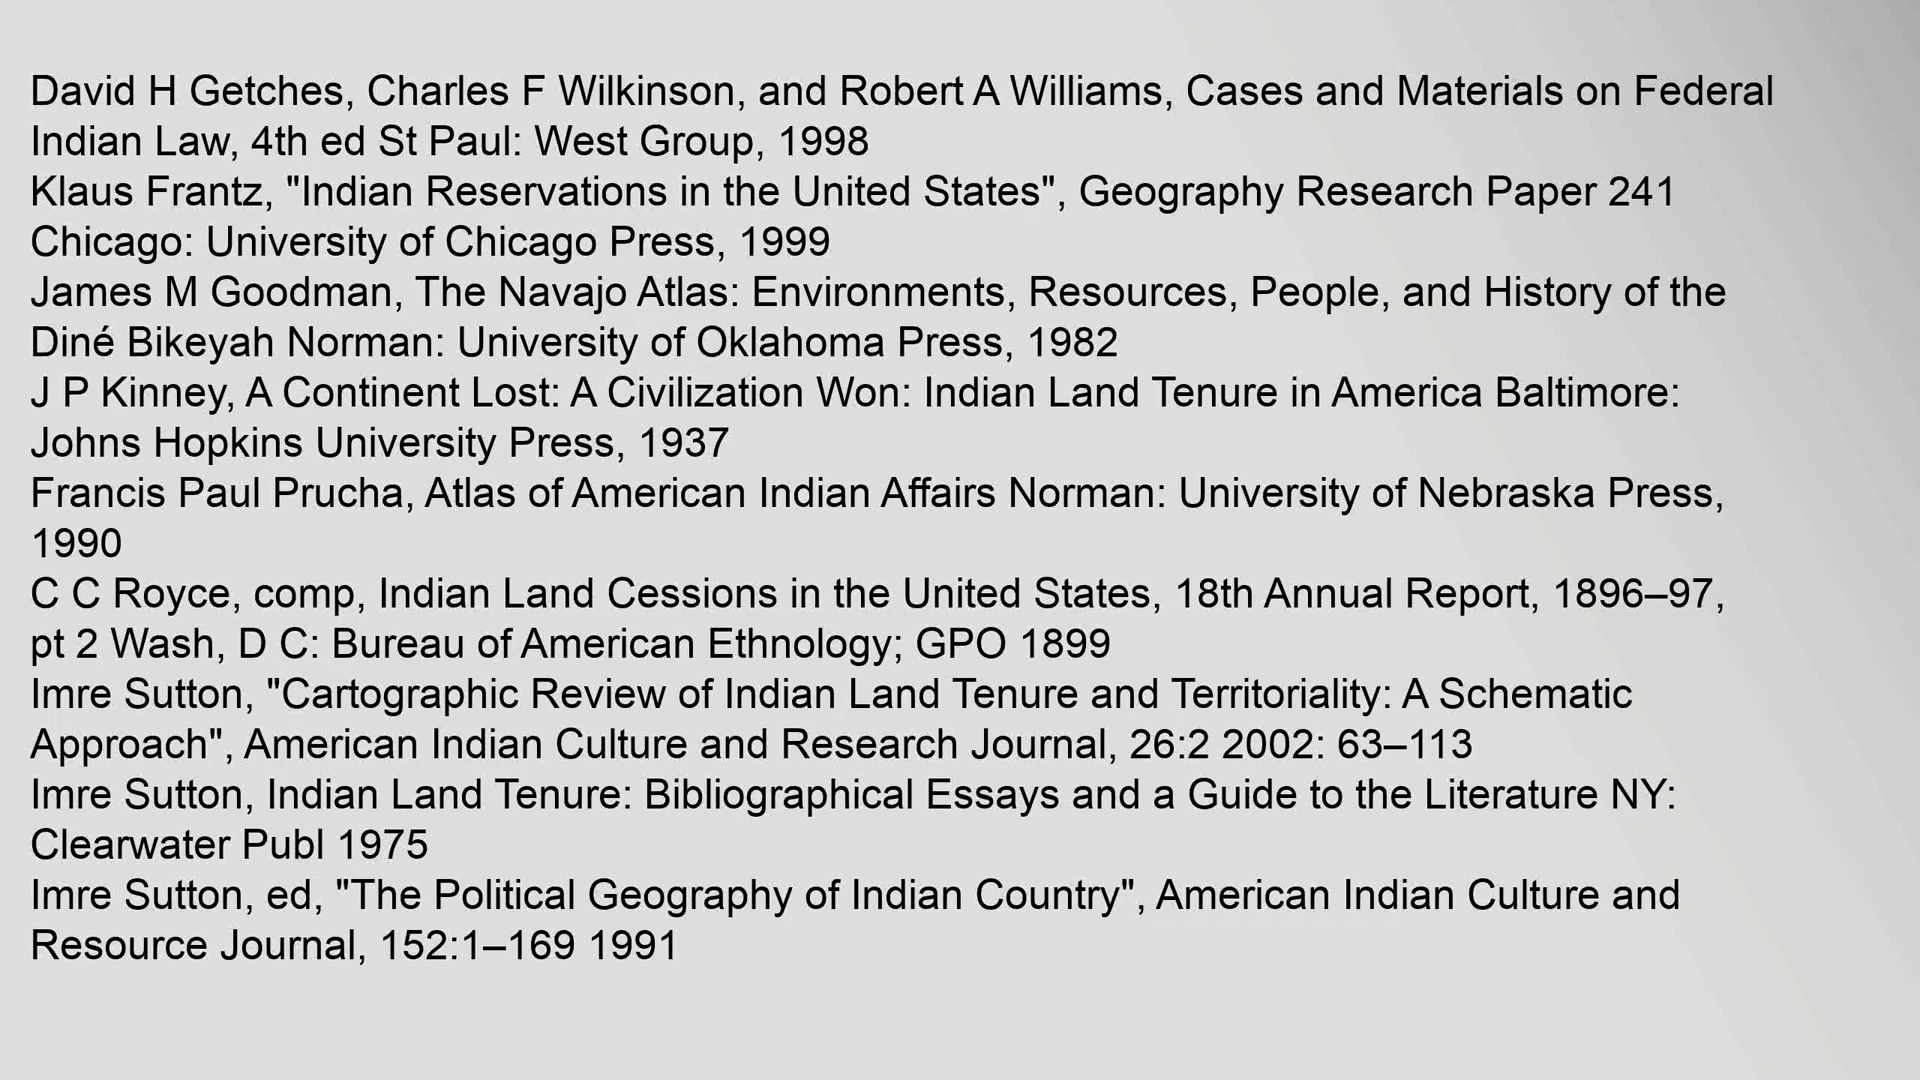 David H Getches, Charles F Wilkinson, and Robert A Williams, Cases and Materials on Federal
Indian Law, 4th ed St Paul: West Group, 1998
Klaus Frantz, "Indian Reservations in the United States", Geography Research Paper 241
Chicago: University of Chicago Press, 1999
James M Goodman, The Navajo Atlas: Environments, Resources, People, and History of the
Diné Bikeyah Norman: University of Oklahoma Press, 1982
J P Kinney, A Continent Lost: A Civilization Won: Indian Land Tenure in America Baltimore:
Johns Hopkins University Press, 1937
Francis Paul Prucha, Atlas of American Indian Affairs Norman: University of Nebraska Press,
1990
C C Royce, comp, Indian Land Cessions in the United States, 18th Annual Report, 1896–97,
pt 2 Wash, D C: Bureau of American Ethnology; GPO 1899
Imre Sutton, "Cartographic Review of Indian Land Tenure and Territoriality: A Schematic
Approach", American Indian Culture and Research Journal, 26:2 2002: 63–113
Imre Sutton, Indian Land Tenure: Bibliographical Essays and a Guide to the Literature NY:
Clearwater Publ 1975
Imre Sutton, ed, "The Political Geography of Indian Country", American Indian Culture and
Resource Journal, 152:1–169 1991